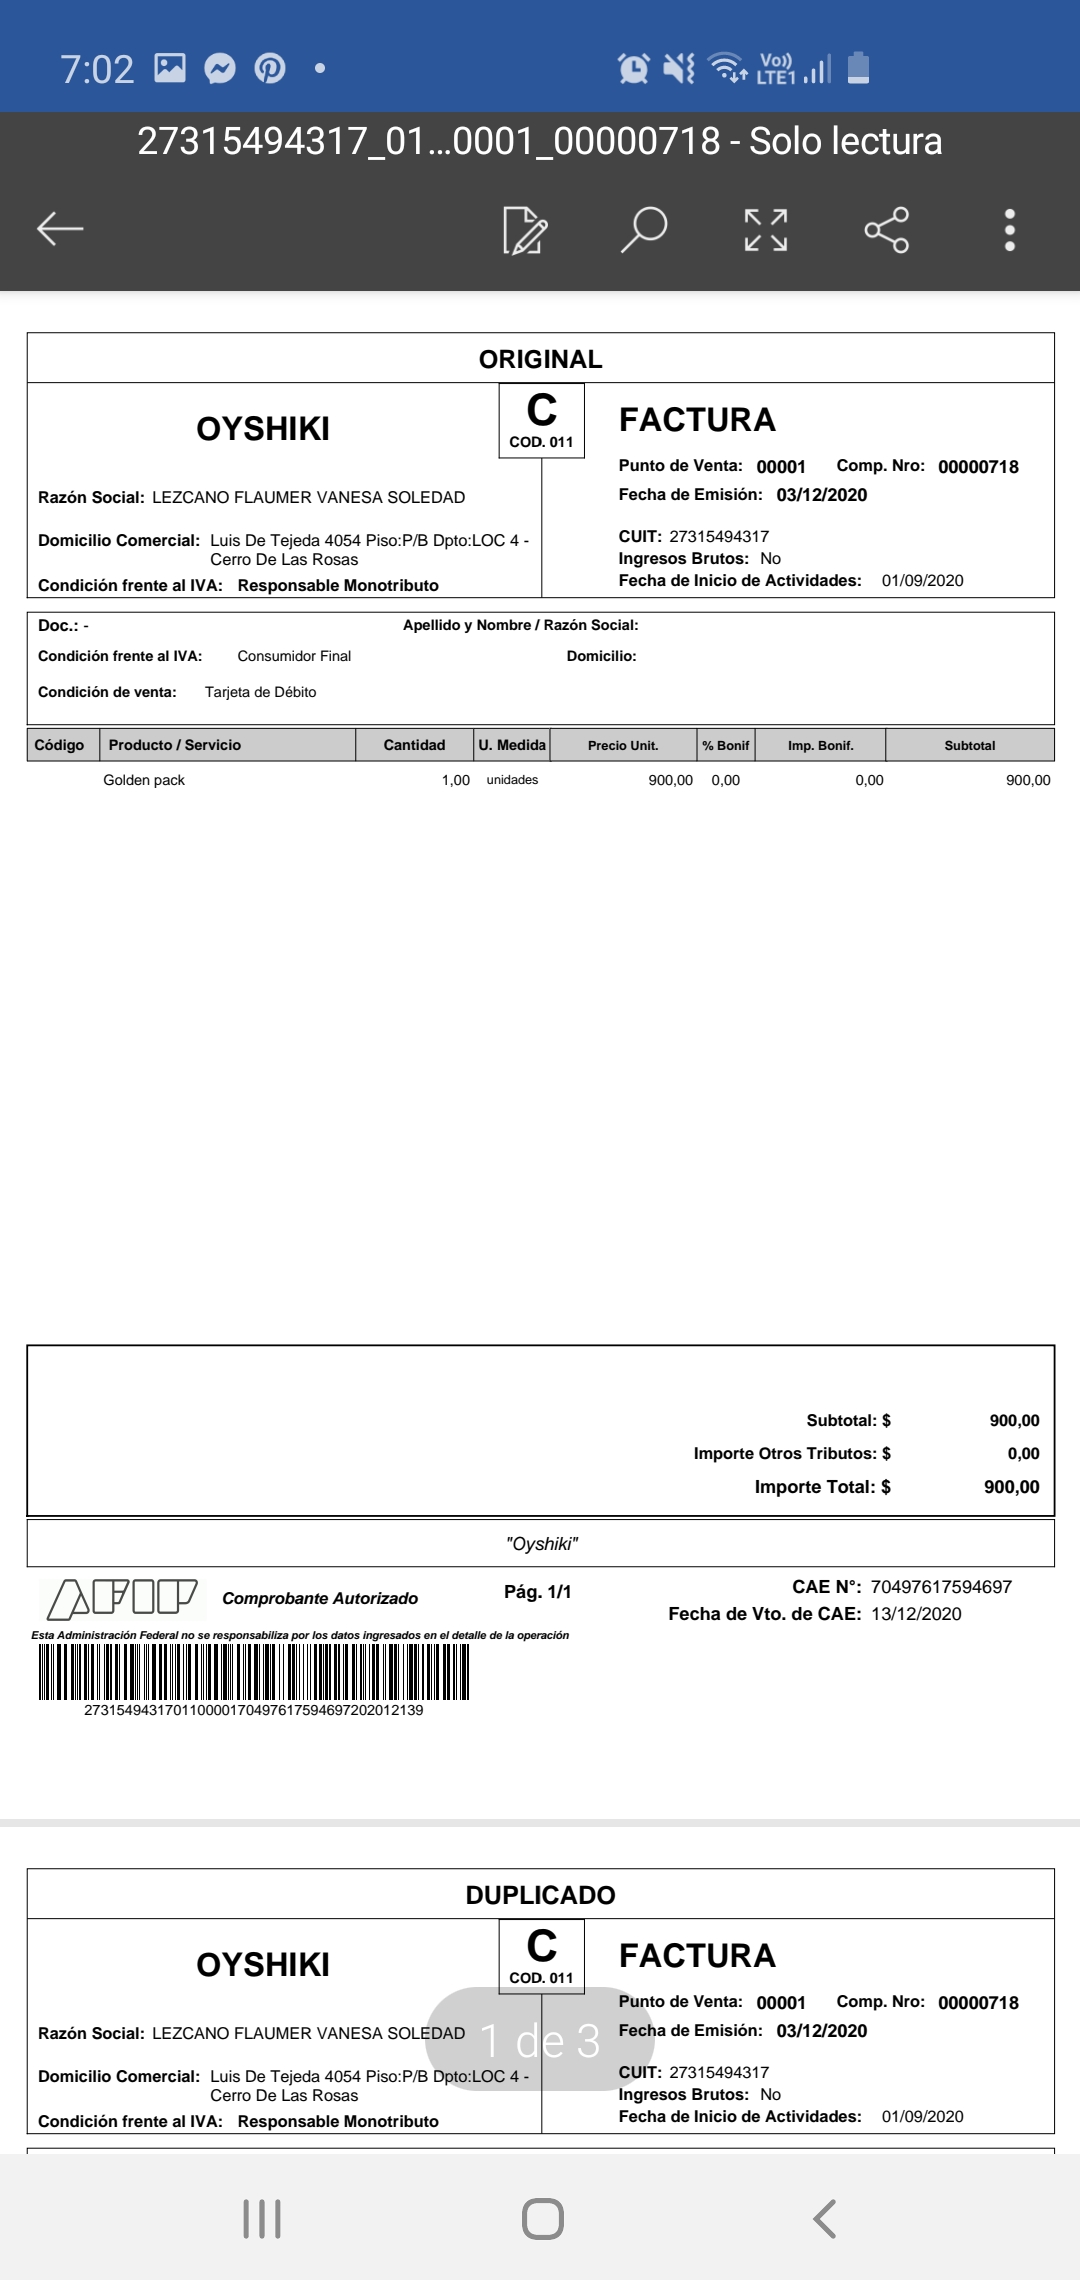 7:02
Vo))
LTE1
27315494317_01...0001_00000718 - Solo lectura
ORIGINAL
OYSHIKI
C
COD. 011
FACTURA
Punto de Venta: 00001 Comp. Nro: 00000718
Fecha de Emisión: 03/12/2020
Razón Social: LEZCANO FLAUMER VANESA SOLEDAD
Domicilio Comercial: Luis De Tejeda 4054 Piso:P/B Dpto:LOC 4 -
Cerro De Las Rosas
Condición frente al IVA: Responsable Monotributo
CUIT: 27315494317
Ingresos Brutos: No
Fecha de Inicio de Actividades: 01/09/2020
Doc.: - Apellido y Nombre / Razón Social:
Condición frente al IVA: Consumidor Final Domicilio:
Condición de venta: Tarjeta de Débito
Código Producto / Servicio Cantidad U. Medida Precio Unit. % Bonif Imp. Bonif. Subtotal
Golden pack 1,00 unidades 900,00 0,00 0,00 900,00
Subtotal: $ 900,00
Importe Otros Tributos: $ 0,00
Importe Total: $ 900,00
"Oyshiki"
AFIP Comprobante Autorizado Pág. 1/1
CAE N°: 70497617594697
Fecha de Vto. de CAE: 13/12/2020
Esta Administración Federal no se responsabiliza por los datos ingresados en el detalle de la operación
273154943170110000170497617594697202012139
DUPLICADO
OYSHIKI
C
COD. 011
FACTURA
Punto de Venta: 00001 Comp. Nro: 00000718
Fecha de Emisión: 03/12/2020
Razón Social: LEZCANO FLAUMER VANESA SOLEDAD
1 de 3
Domicilio Comercial: Luis De Tejeda 4054 Piso:P/B Dpto:LOC 4 -
Cerro De Las Rosas
Condición frente al IVA: Responsable Monotributo
CUIT: 27315494317
Ingresos Brutos: No
Fecha de Inicio de Actividades: 01/09/2020